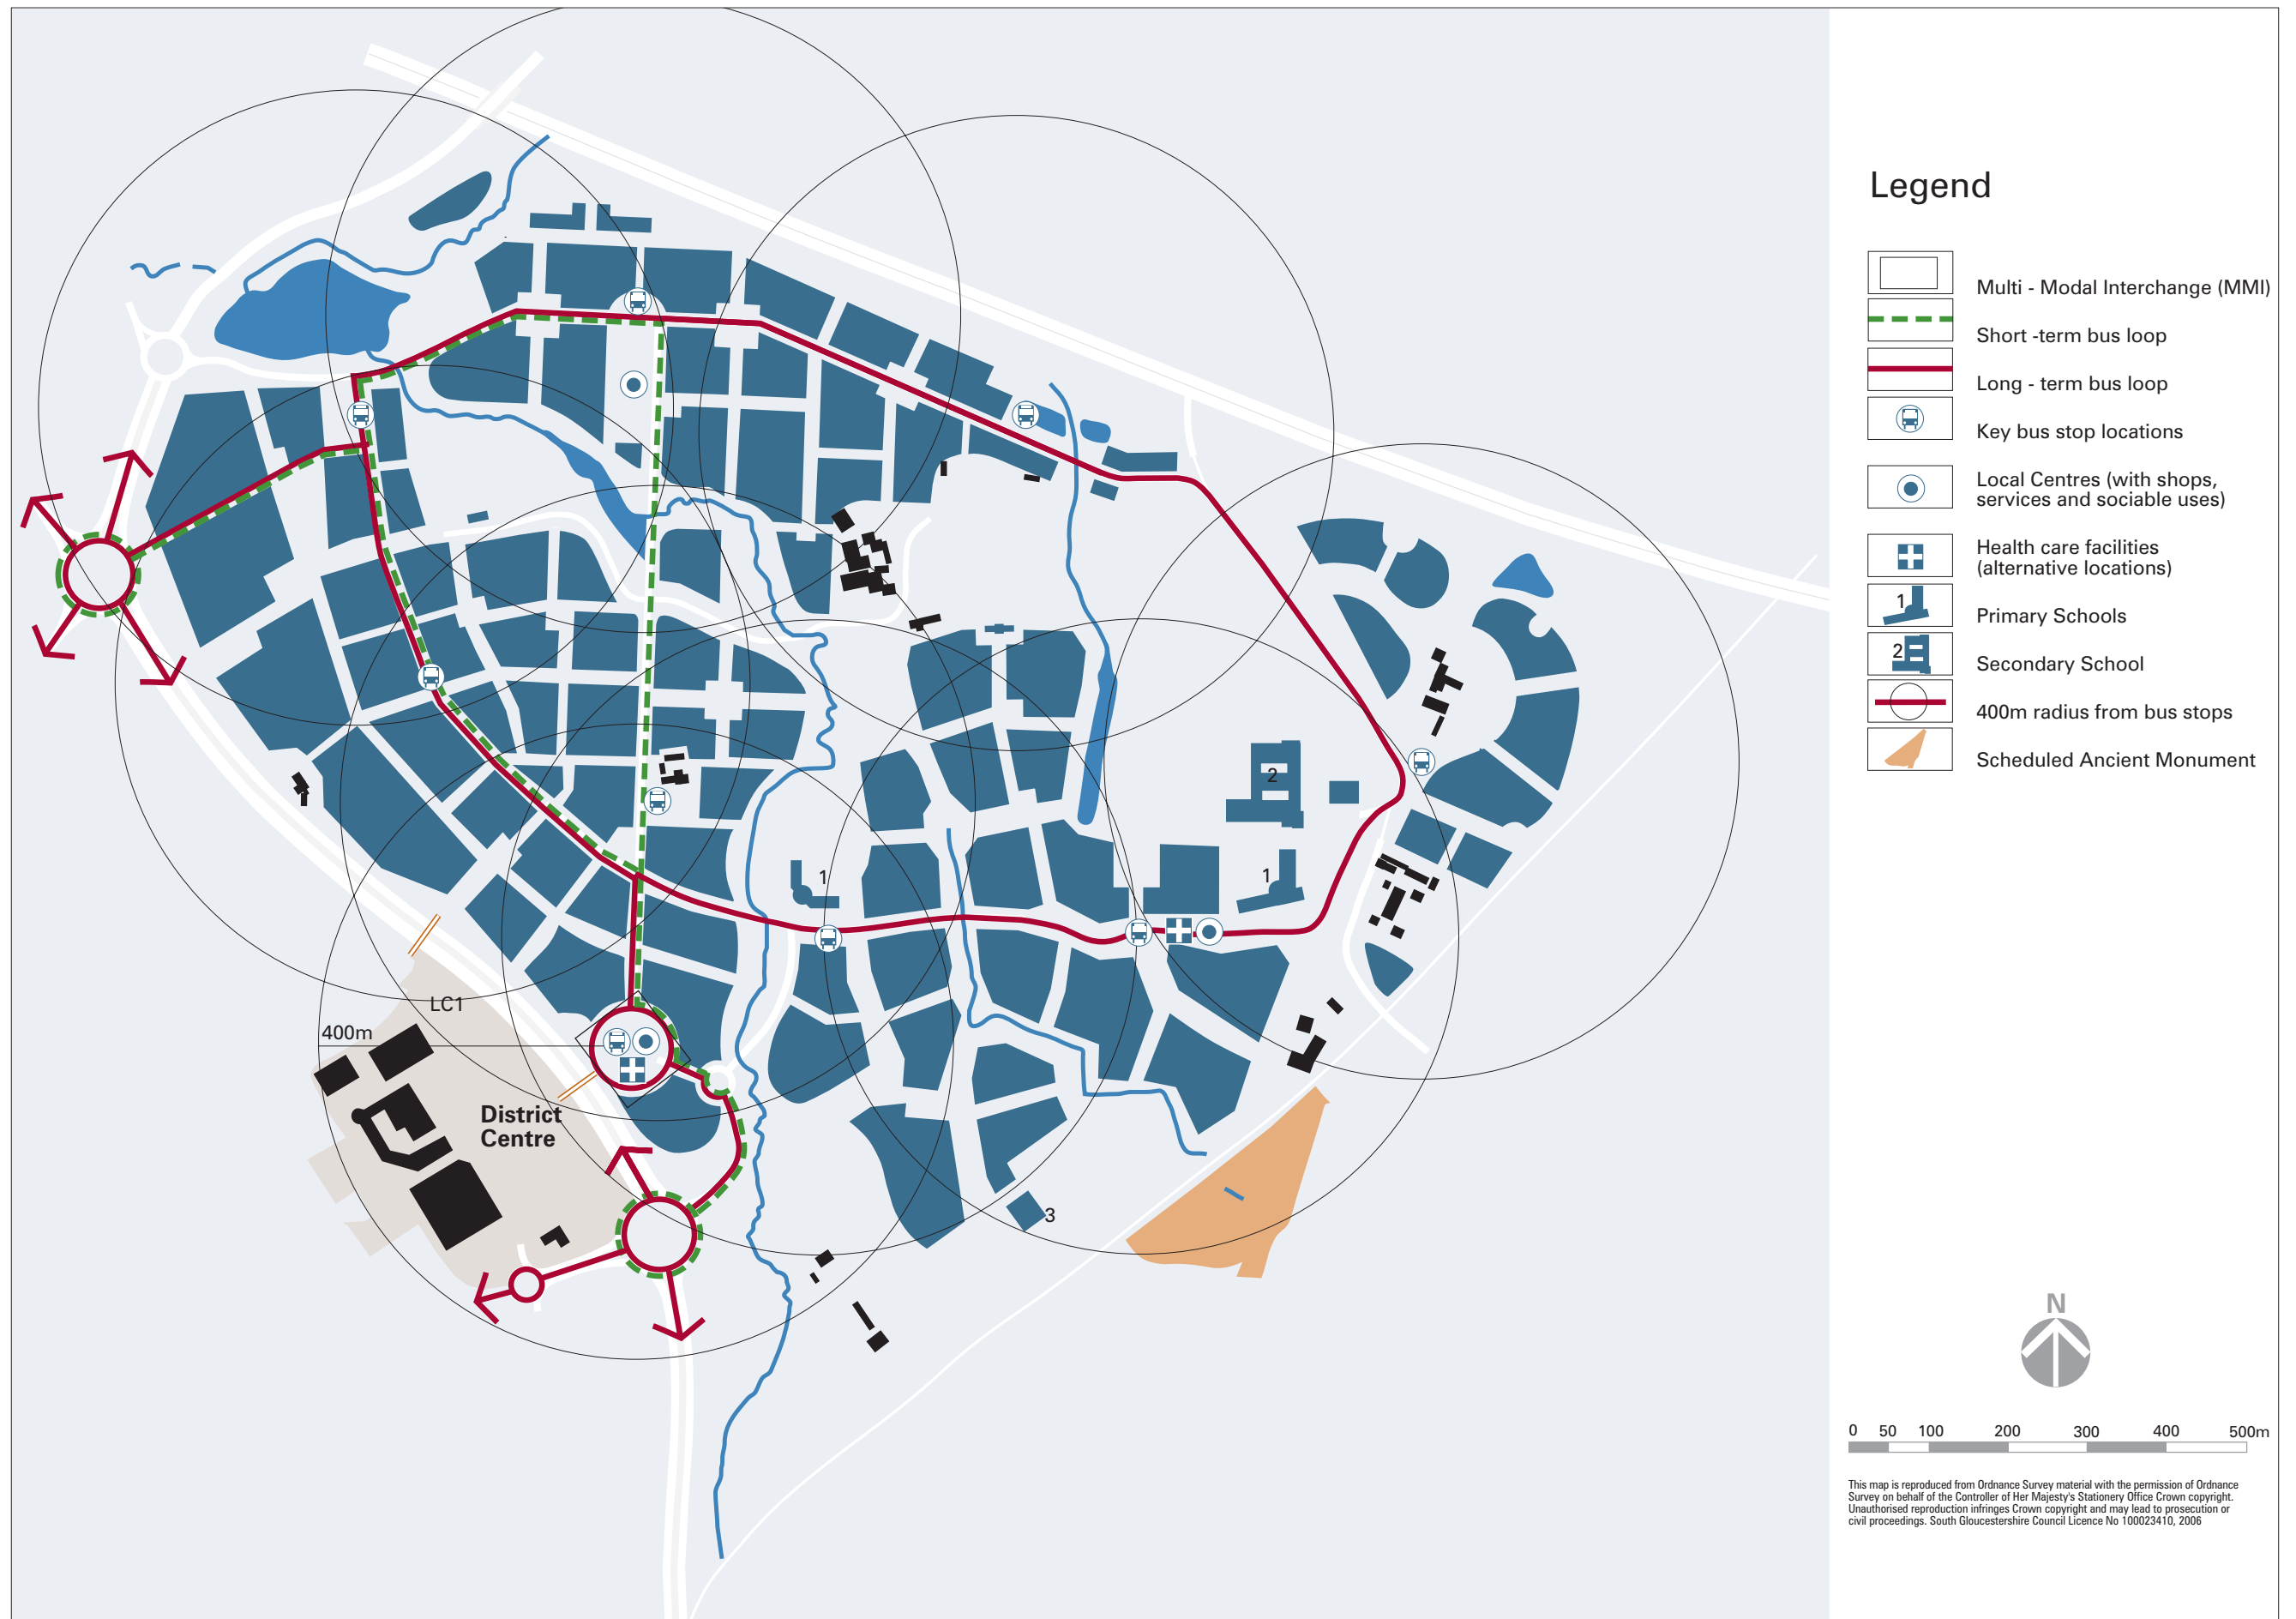 Legend
Multi - Modal Interchange (MMI)
Short -term bus loop
Long - term bus loop
Key bus stop locations
Local Centres (with shops,
services and sociable uses)
Health care facilities
(alternative locations)
1
Primary Schools
2
Secondary School
400m radius from bus stops
Scheduled Ancient Monument
2
1
1
LC1
400m
District
Centre
3
N
0 50 100 200 300 400 500m
This map is reproduced from Ordnance Survey material with the permission of Ordnance
Survey on behalf of the Controller of Her Majesty's Stationery Office Crown copyright.
Unauthorised reproduction infringes Crown copyright and may lead to prosecution or
civil proceedings. South Gloucestershire Council Licence No 100023410, 2006